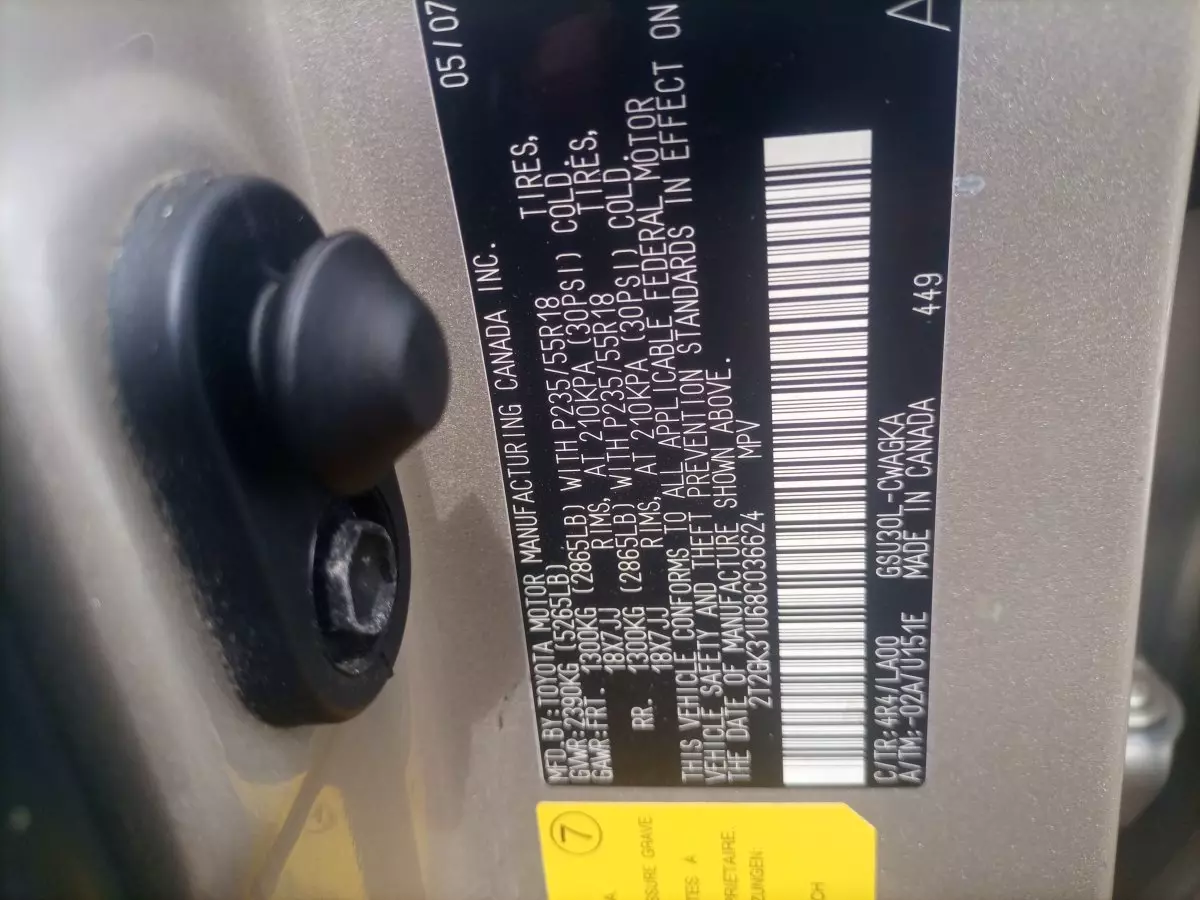 05/07
MFD.BY:TOYOTA MOTOR MANUFACTURING CANADA INC.
GVWR:2390KG (5265LB)
GAWR:FRT. 1300KG (2865LB) WITH P235/55R18 TIRES,
18X7JJ RIMS, AT 210KPA (30PSI) COLD
RR. 1300KG (2865LB) WITH P235/55R18 TIRES,
18X7JJ RIMS, AT 210KPA (30PSI) COLD.
THIS VEHICLE CONFORMS TO ALL APPLICABLE FEDERAL MOTOR
VEHICLE SAFETY AND THEFT PREVENTION STANDARDS IN EFFECT ON
THE DATE OF MANUFACTURE SHOWN ABOVE.
2T2GK31U68C036624 MPV
C/TR:4R4/LA00 GSU30L-CWAGKA 449
A/TM:-02A/U151E MADE IN CANADA
A
7
GRAVE
A